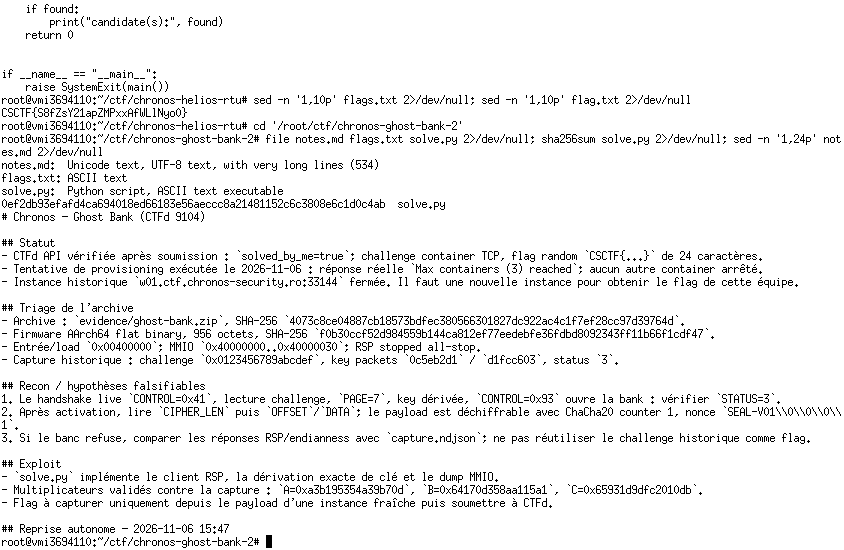 if found:
print("candidate(s):", found)
return 0
if __name__ == "__main__":
raise SystemExit(main())
root@vmi3694110:~/ctf/chronos-helios-rtu# sed -n '1,10p' flags.txt 2>/dev/null; sed -n '1,10p' flag.txt 2>/dev/null
CSCTF{S8fZsY21apZMPxxAfWLlNyo0}
root@vmi3694110:~/ctf/chronos-helios-rtu# cd '/root/ctf/chronos-ghost-bank-2'
root@vmi3694110:~/ctf/chronos-ghost-bank-2# file notes.md flags.txt solve.py 2>/dev/null; sha256sum solve.py 2>/dev/null; sed -n '1,24p' not
es.md 2>/dev/null
notes.md:  Unicode text, UTF-8 text, with very long lines (534)
flags.txt: ASCII text
solve.py:  Python script, ASCII text executable
0ef2db93efafd4ca694018ed66183e56aeccc8a21481152c6c3808e6c1d0c4ab  solve.py
# Chronos — Ghost Bank (CTFd 9104)
## Statut
- CTFd API vérifiée après soumission : `solved_by_me=true`; challenge container TCP, flag random `CSCTF{...}` de 24 caractères.
- Tentative de provisioning exécutée le 2026-11-06 : réponse réelle `Max containers (3) reached`; aucun autre container arrêté.
- Instance historique `w01.ctf.chronos-security.ro:33144` fermée. Il faut une nouvelle instance pour obtenir le flag de cette équipe.
## Triage de l'archive
- Archive : `evidence/ghost-bank.zip`, SHA-256 `4073c8ce04887cb18573bdfec380566301827dc922ac4c1f7ef28cc97d39764d`.
- Firmware AArch64 flat binary, 956 octets, SHA-256 `f0b30ccf52d984559b144ca812ef77eedebfe36fdbd8092343ff11b66f1cdf47`.
- Entrée/load `0x00400000`; MMIO `0x40000000..0x40000030`; RSP stopped all-stop.
- Capture historique : challenge `0x0123456789abcdef`, key packets `0c5eb2d1` / `d1fcc603`, status `3`.
## Recon / hypothèses falsifiables
1. Le handshake live `CONTROL=0x41`, lecture challenge, `PAGE=7`, key dérivée, `CONTROL=0x93` ouvre la bank : vérifier `STATUS=3`.
2. Après activation, lire `CIPHER_LEN` puis `OFFSET`/`DATA`; le payload est déchiffrable avec ChaCha20 counter 1, nonce `SEAL-V01\\0\\0\\0\\
1`.
3. Si le banc refuse, comparer les réponses RSP/endianness avec `capture.ndjson`; ne pas réutiliser le challenge historique comme flag.
## Exploit
- `solve.py` implémente le client RSP, la dérivation exacte de clé et le dump MMIO.
- Multiplicateurs validés contre la capture : `A=0xa3b195354a39b70d`, `B=0x64170d358aa115a1`, `C=0x65931d9dfc2010db`.
- Flag à capturer uniquement depuis le payload d'une instance fraîche puis soumettre à CTFd.
## Reprise autonome — 2026-11-06 15:47
root@vmi3694110:~/ctf/chronos-ghost-bank-2#